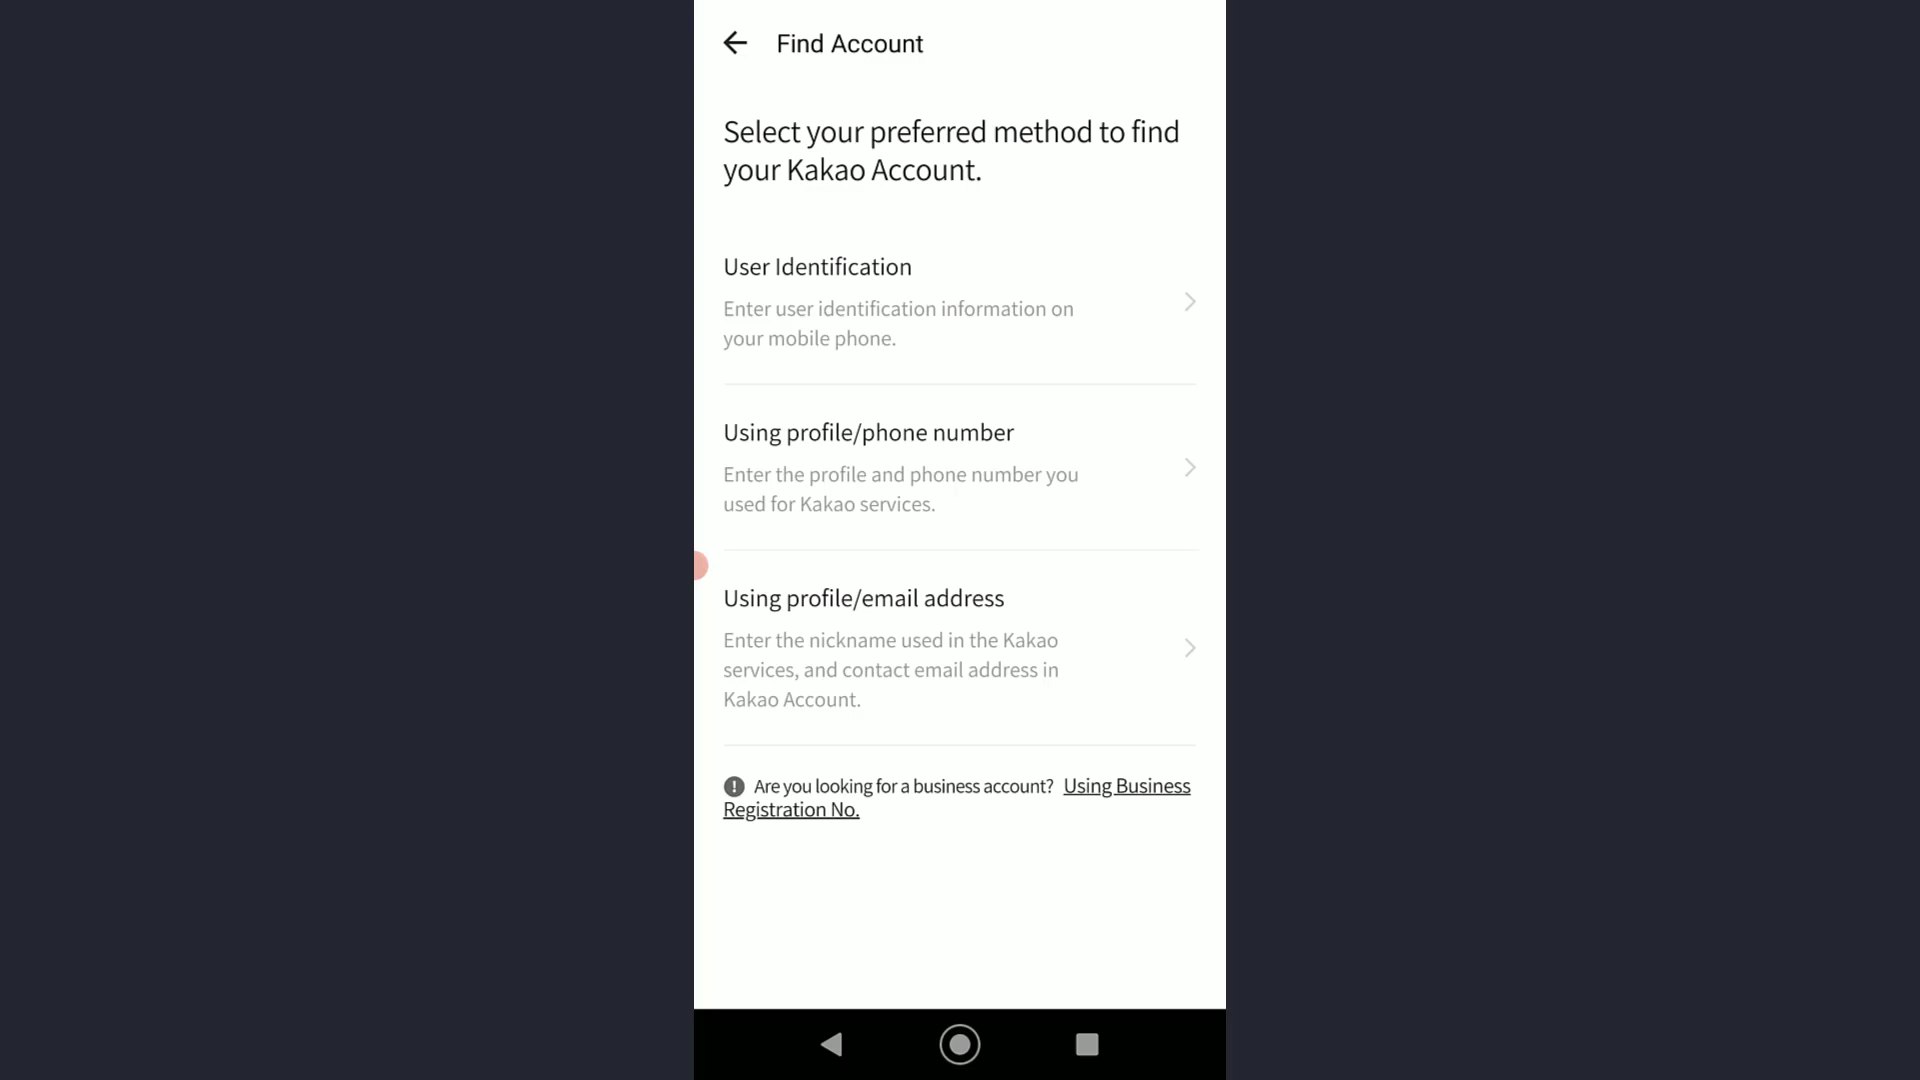 Find Account
Select your preferred method to find
your Kakao Account.
User Identification
Enter user identification information on
your mobile phone.
Using profile/phone number
Enter the profile and phone number you
used for Kakao services.
Using profile/email address
Enter the nickname used in the Kakao
services, and contact email address in
Kakao Account.
Are you looking for a business account? Using Business
Registration No.